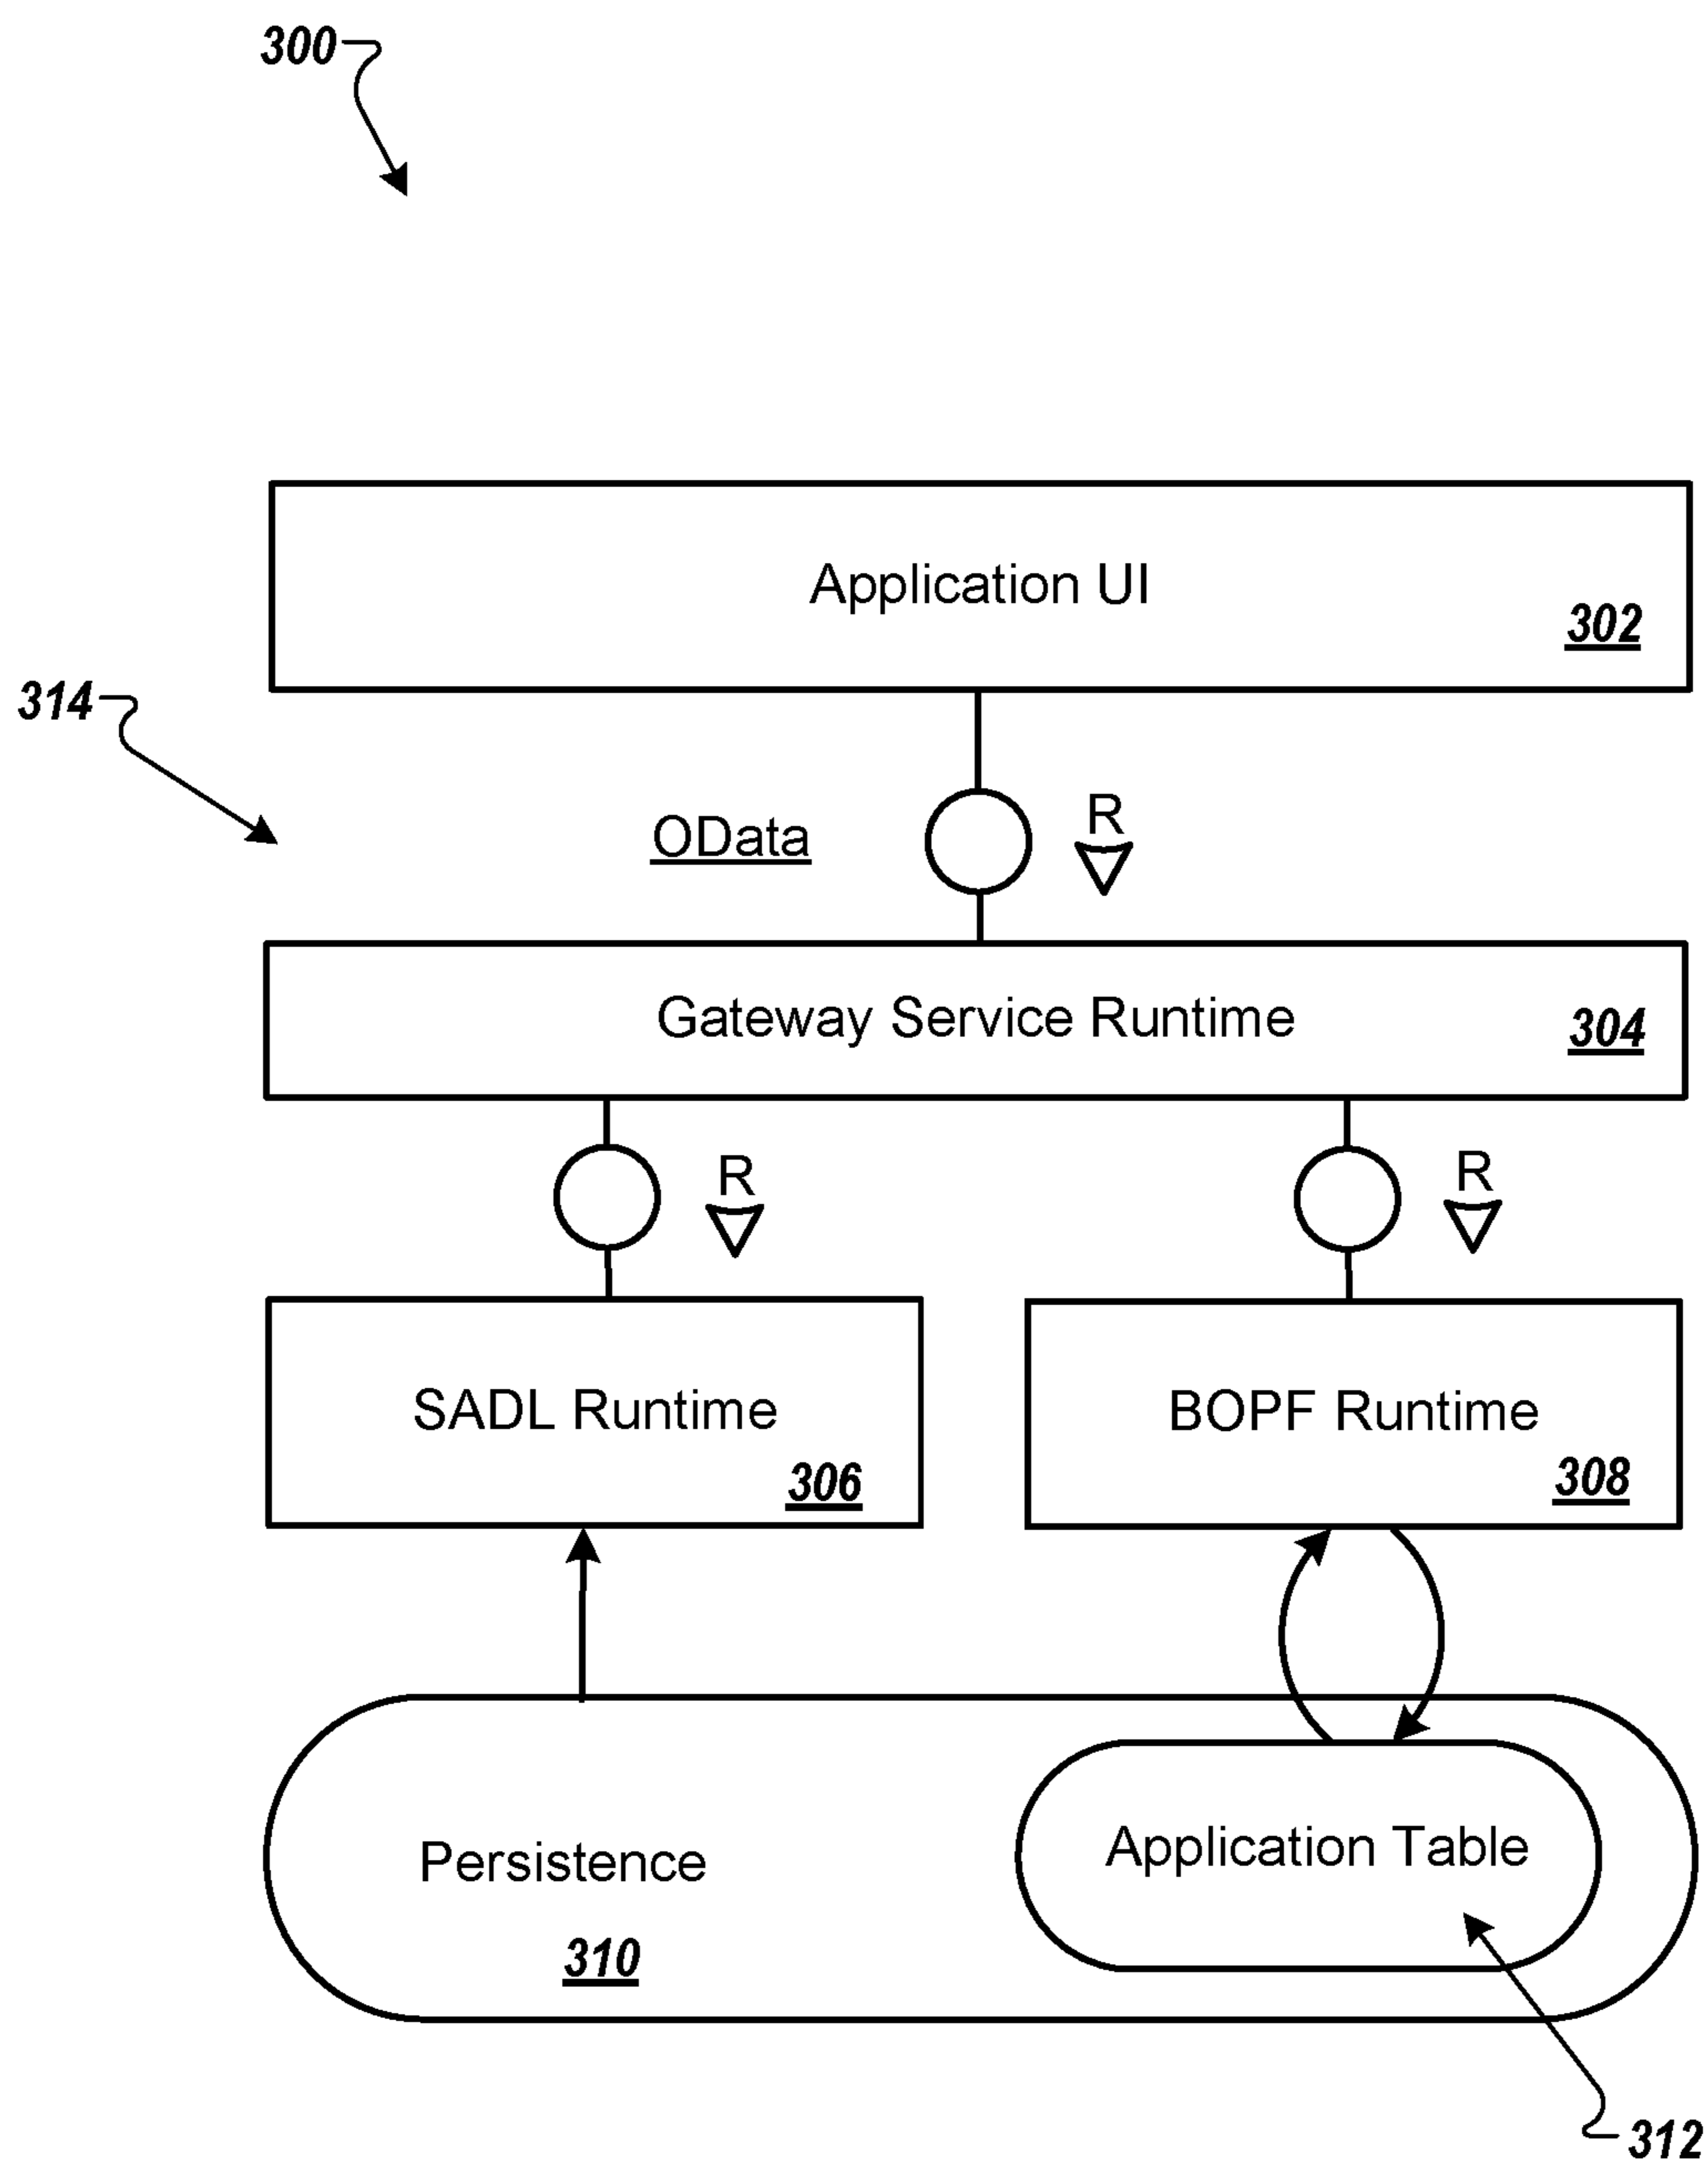 300
Application UI
302
314
OData
R
Gateway Service Runtime
304
R
R
SADL Runtime
306
BOPF Runtime
308
Persistence
310
Application Table
312